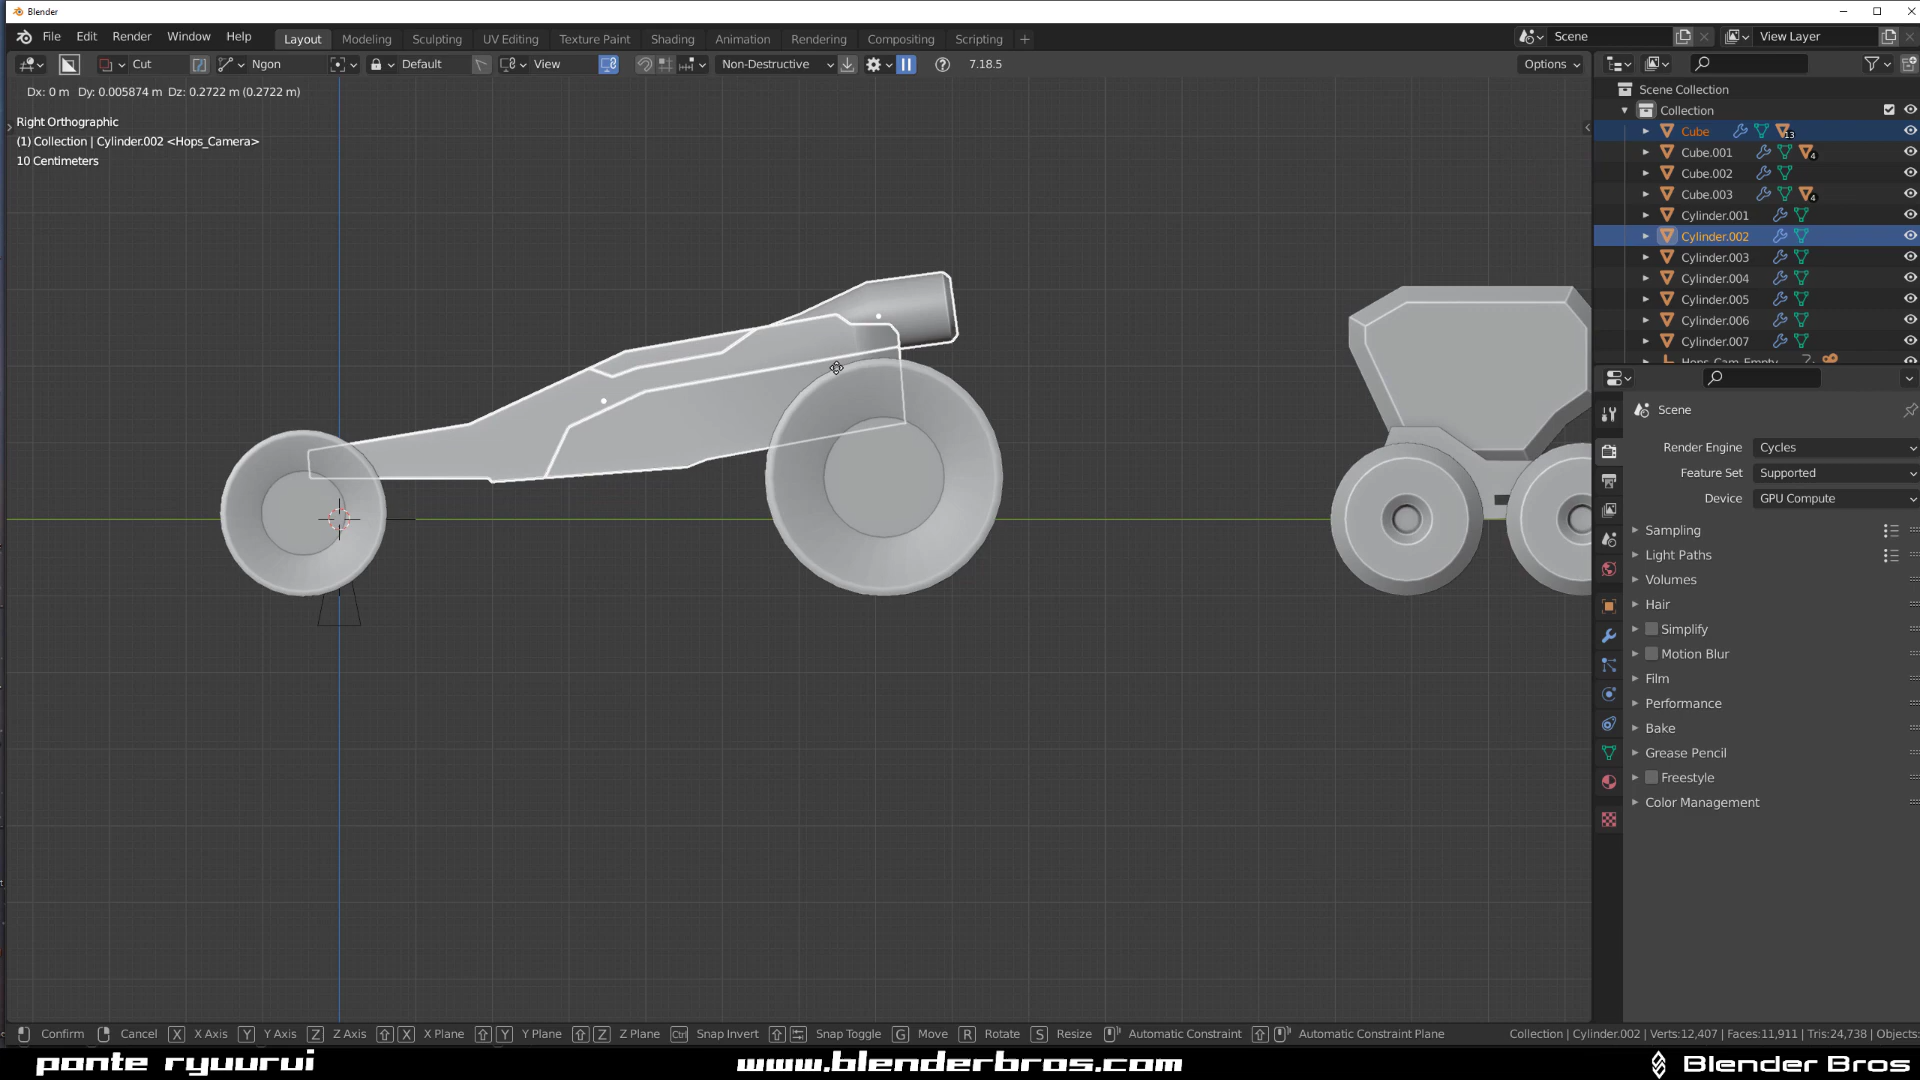 Blender
File Edit Render Window Help Layout Modeling Sculpting UV Editing Texture Paint Shading Animation Rendering Compositing Scripting + Scene View Layer
Cut Ngon Default View Non-Destructive 7.18.5 Options
Dx: 0 m Dy: 0.005874 m Dz: 0.2722 m (0.2722 m)
Right Orthographic
(1) Collection | Cylinder.002 <Hops_Camera>
10 Centimeters
Scene Collection
Collection
Cube 13
Cube.001 4
Cube.002
Cube.003 4
Cylinder.001
Cylinder.002
Cylinder.003
Cylinder.004
Cylinder.005
Cylinder.006
Cylinder.007
Hops_Cam_Empty
Scene
Render Engine Cycles
Feature Set Supported
Device GPU Compute
Sampling
Light Paths
Volumes
Hair
Simplify
Motion Blur
Film
Performance
Bake
Grease Pencil
Freestyle
Color Management
Confirm Cancel X X Axis Y Y Axis Z Z Axis X X Plane Y Y Plane Z Z Plane Ctrl Snap Invert Snap Toggle G Move R Rotate S Resize Automatic Constraint Automatic Constraint Plane Collection | Cylinder.002 | Verts:12,407 | Faces:11,911 | Tris:24,738 | Objects:
ponte ryuurui www.blenderbros.com Blender Bros